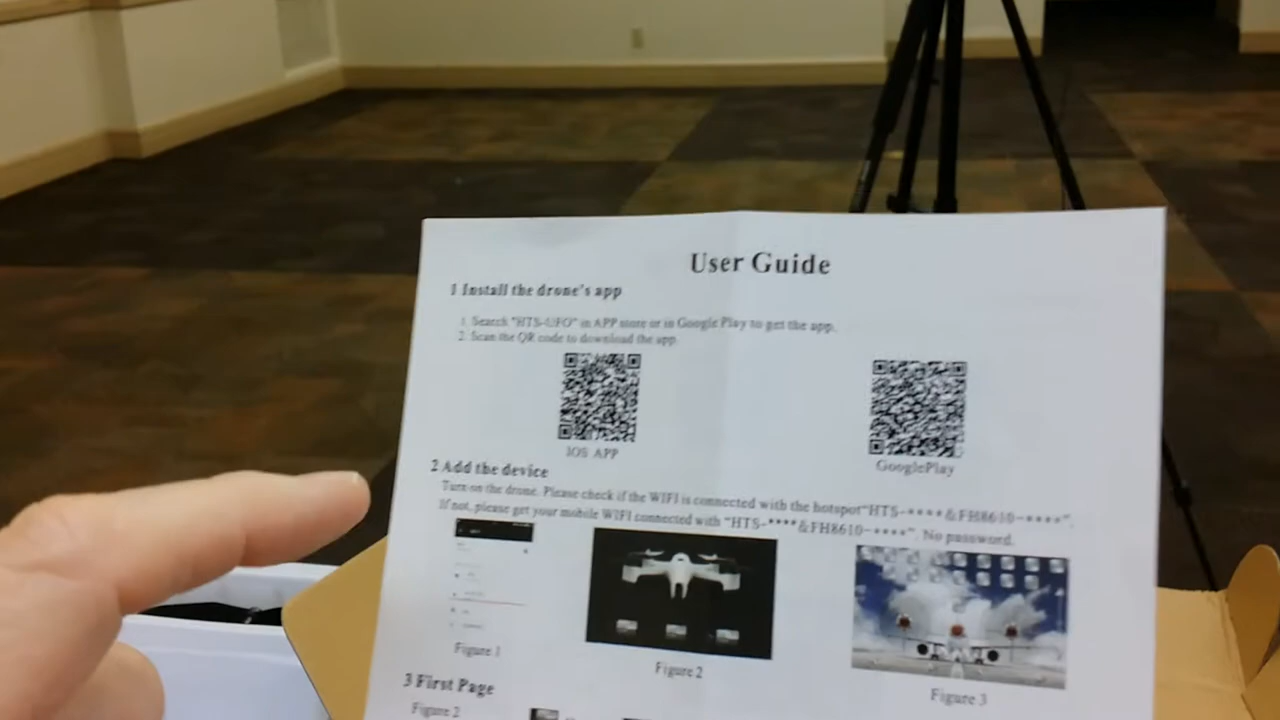 User Guide
1 Install the drone's app
1. Search "HTS-UFO" in APP store or in Google Play to get the app.
2. Scan the QR code to download the app.
IOS APP
GooglePlay
2 Add the device
Turn on the drone. Please check if the WIFI is connected with the hotspot"HTS-****&FH8610-****".
If not, please get your mobile WIFI connected with "HTS-****&FH8610-****". No password.
Figure 1
Figure 2
Figure 3
3 First Page
Figure 2